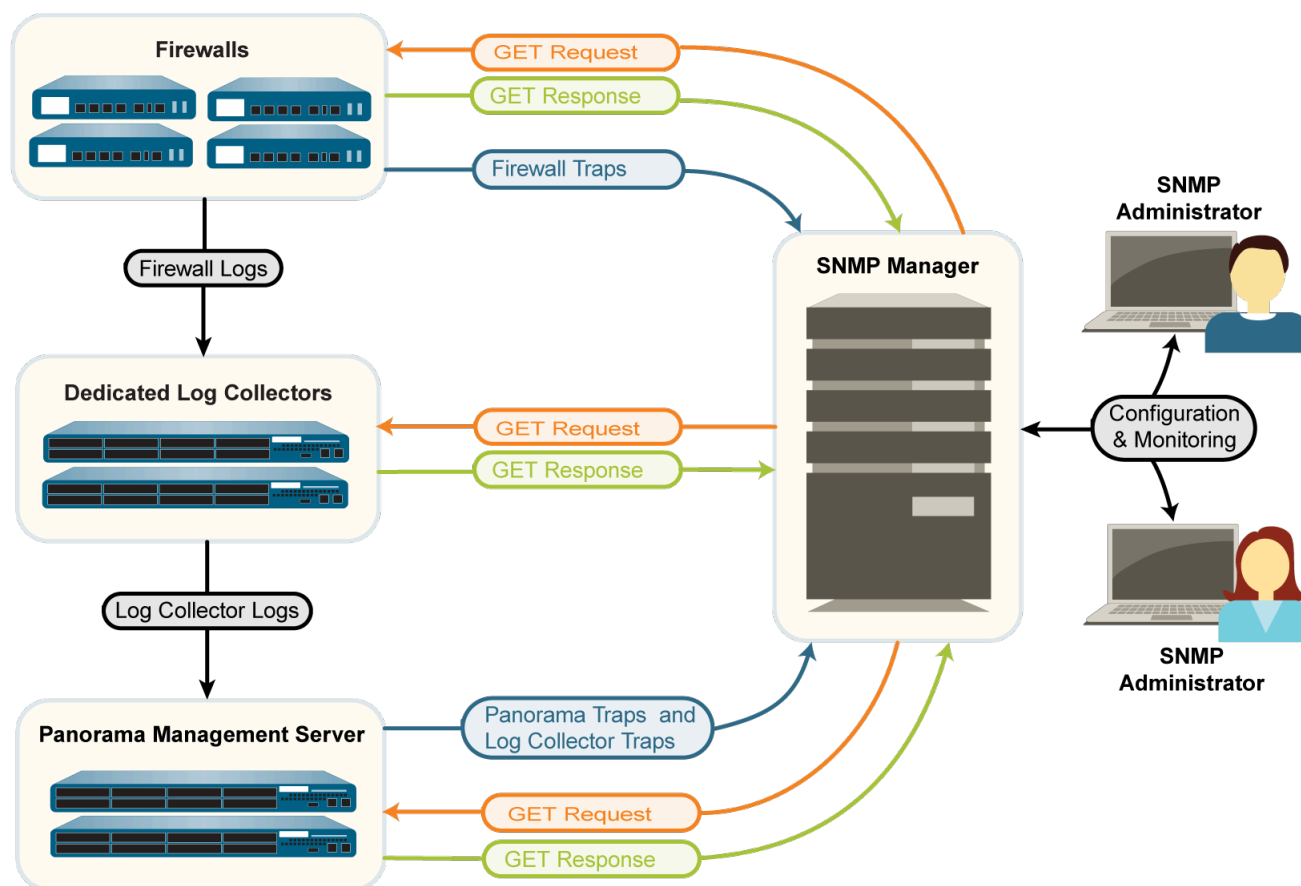 Firewalls
GET Request
GET Response
Firewall Traps
SNMP
Administrator
Firewall Logs
SNMP Manager
Dedicated Log Collectors
GET Request
GET Response
Configuration
& Monitoring
Log Collector Logs
SNMP
Administrator
Panorama Management Server
Panorama Traps and
Log Collector Traps
GET Request
GET Response